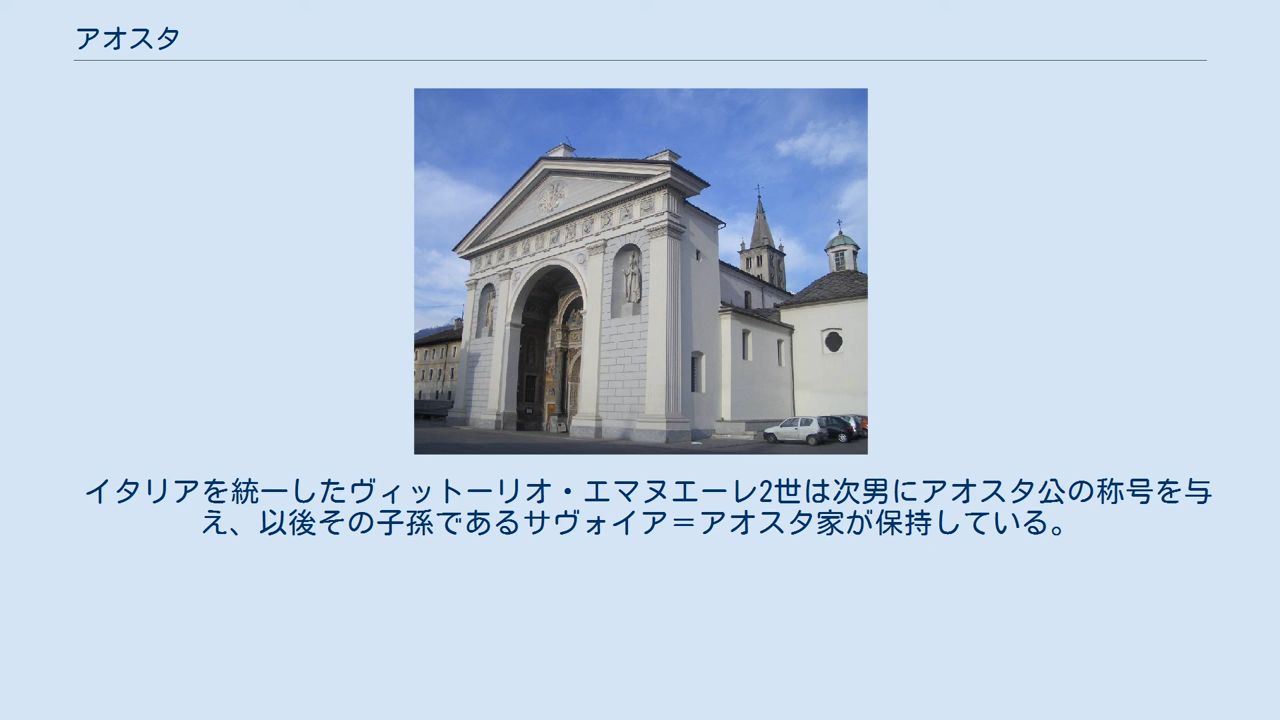 アオスタ
イタリアを統一したヴィットーリオ・エマヌエーレ2世は次男にアオスタ公の称号を与
え、以後その子孫であるサヴォイア＝アオスタ家が保持している。